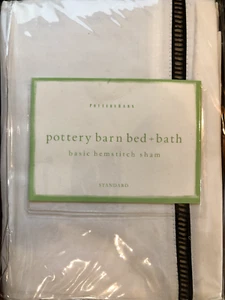 POTTERYBARN
pottery barn bed + bath
basic hemstitch sham
STANDARD